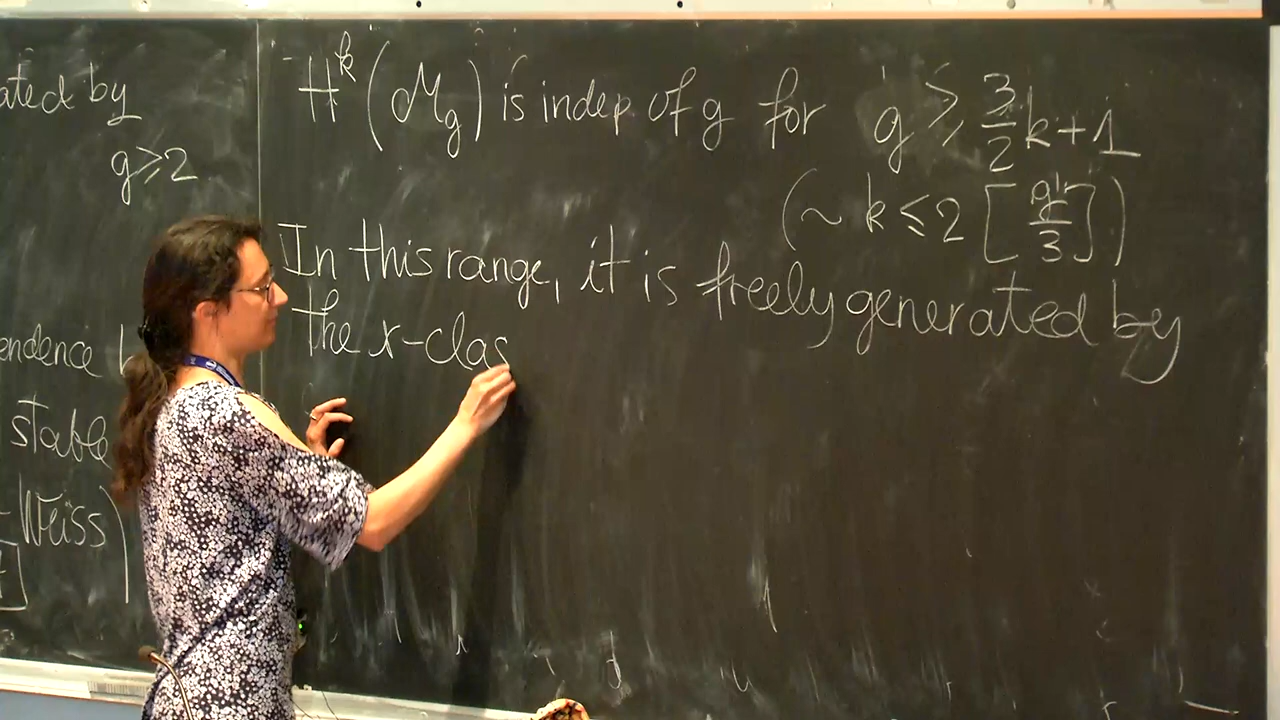 ated by
g⩾2
endence
stable
-Weiss)
- H^k(M_g) is indep. of g for g ⩾ 3/2 k+1
(~ k ⩽ 2 [g/3])
In this range, it is freely generated by
the x-clas